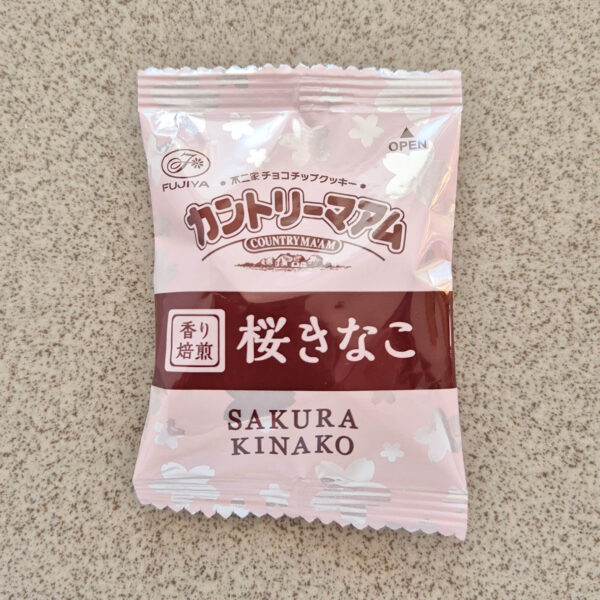 FUJIYA
OPEN
• 不二家 チョコチップクッキー •
カントリーマアム
COUNTRY MA'AM
香り
焙煎
桜きなこ
SAKURA
KINAKO